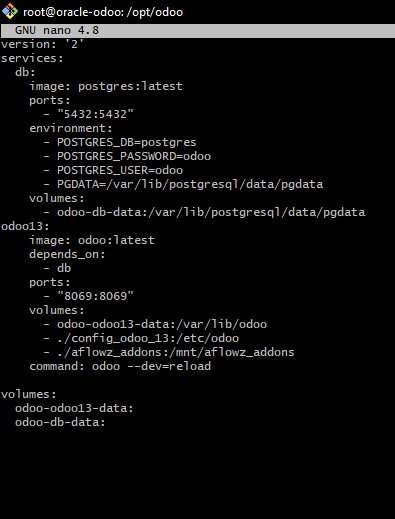 root@oracle-odoo: /opt/odoo
GNU nano 4.8
version: '2'
services:
  db:
    image: postgres:latest
    ports:
      - "5432:5432"
    environment:
      - POSTGRES_DB=postgres
      - POSTGRES_PASSWORD=odoo
      - POSTGRES_USER=odoo
      - PGDATA=/var/lib/postgresql/data/pgdata
    volumes:
      - odoo-db-data:/var/lib/postgresql/data/pgdata
odoo13:
    image: odoo:latest
    depends_on:
      - db
    ports:
      - "8069:8069"
    volumes:
      - odoo-odoo13-data:/var/lib/odoo
      - ./config_odoo_13:/etc/odoo
      - ./aflowz_addons:/mnt/aflowz_addons
    command: odoo --dev=reload

volumes:
  odoo-odoo13-data:
  odoo-db-data: